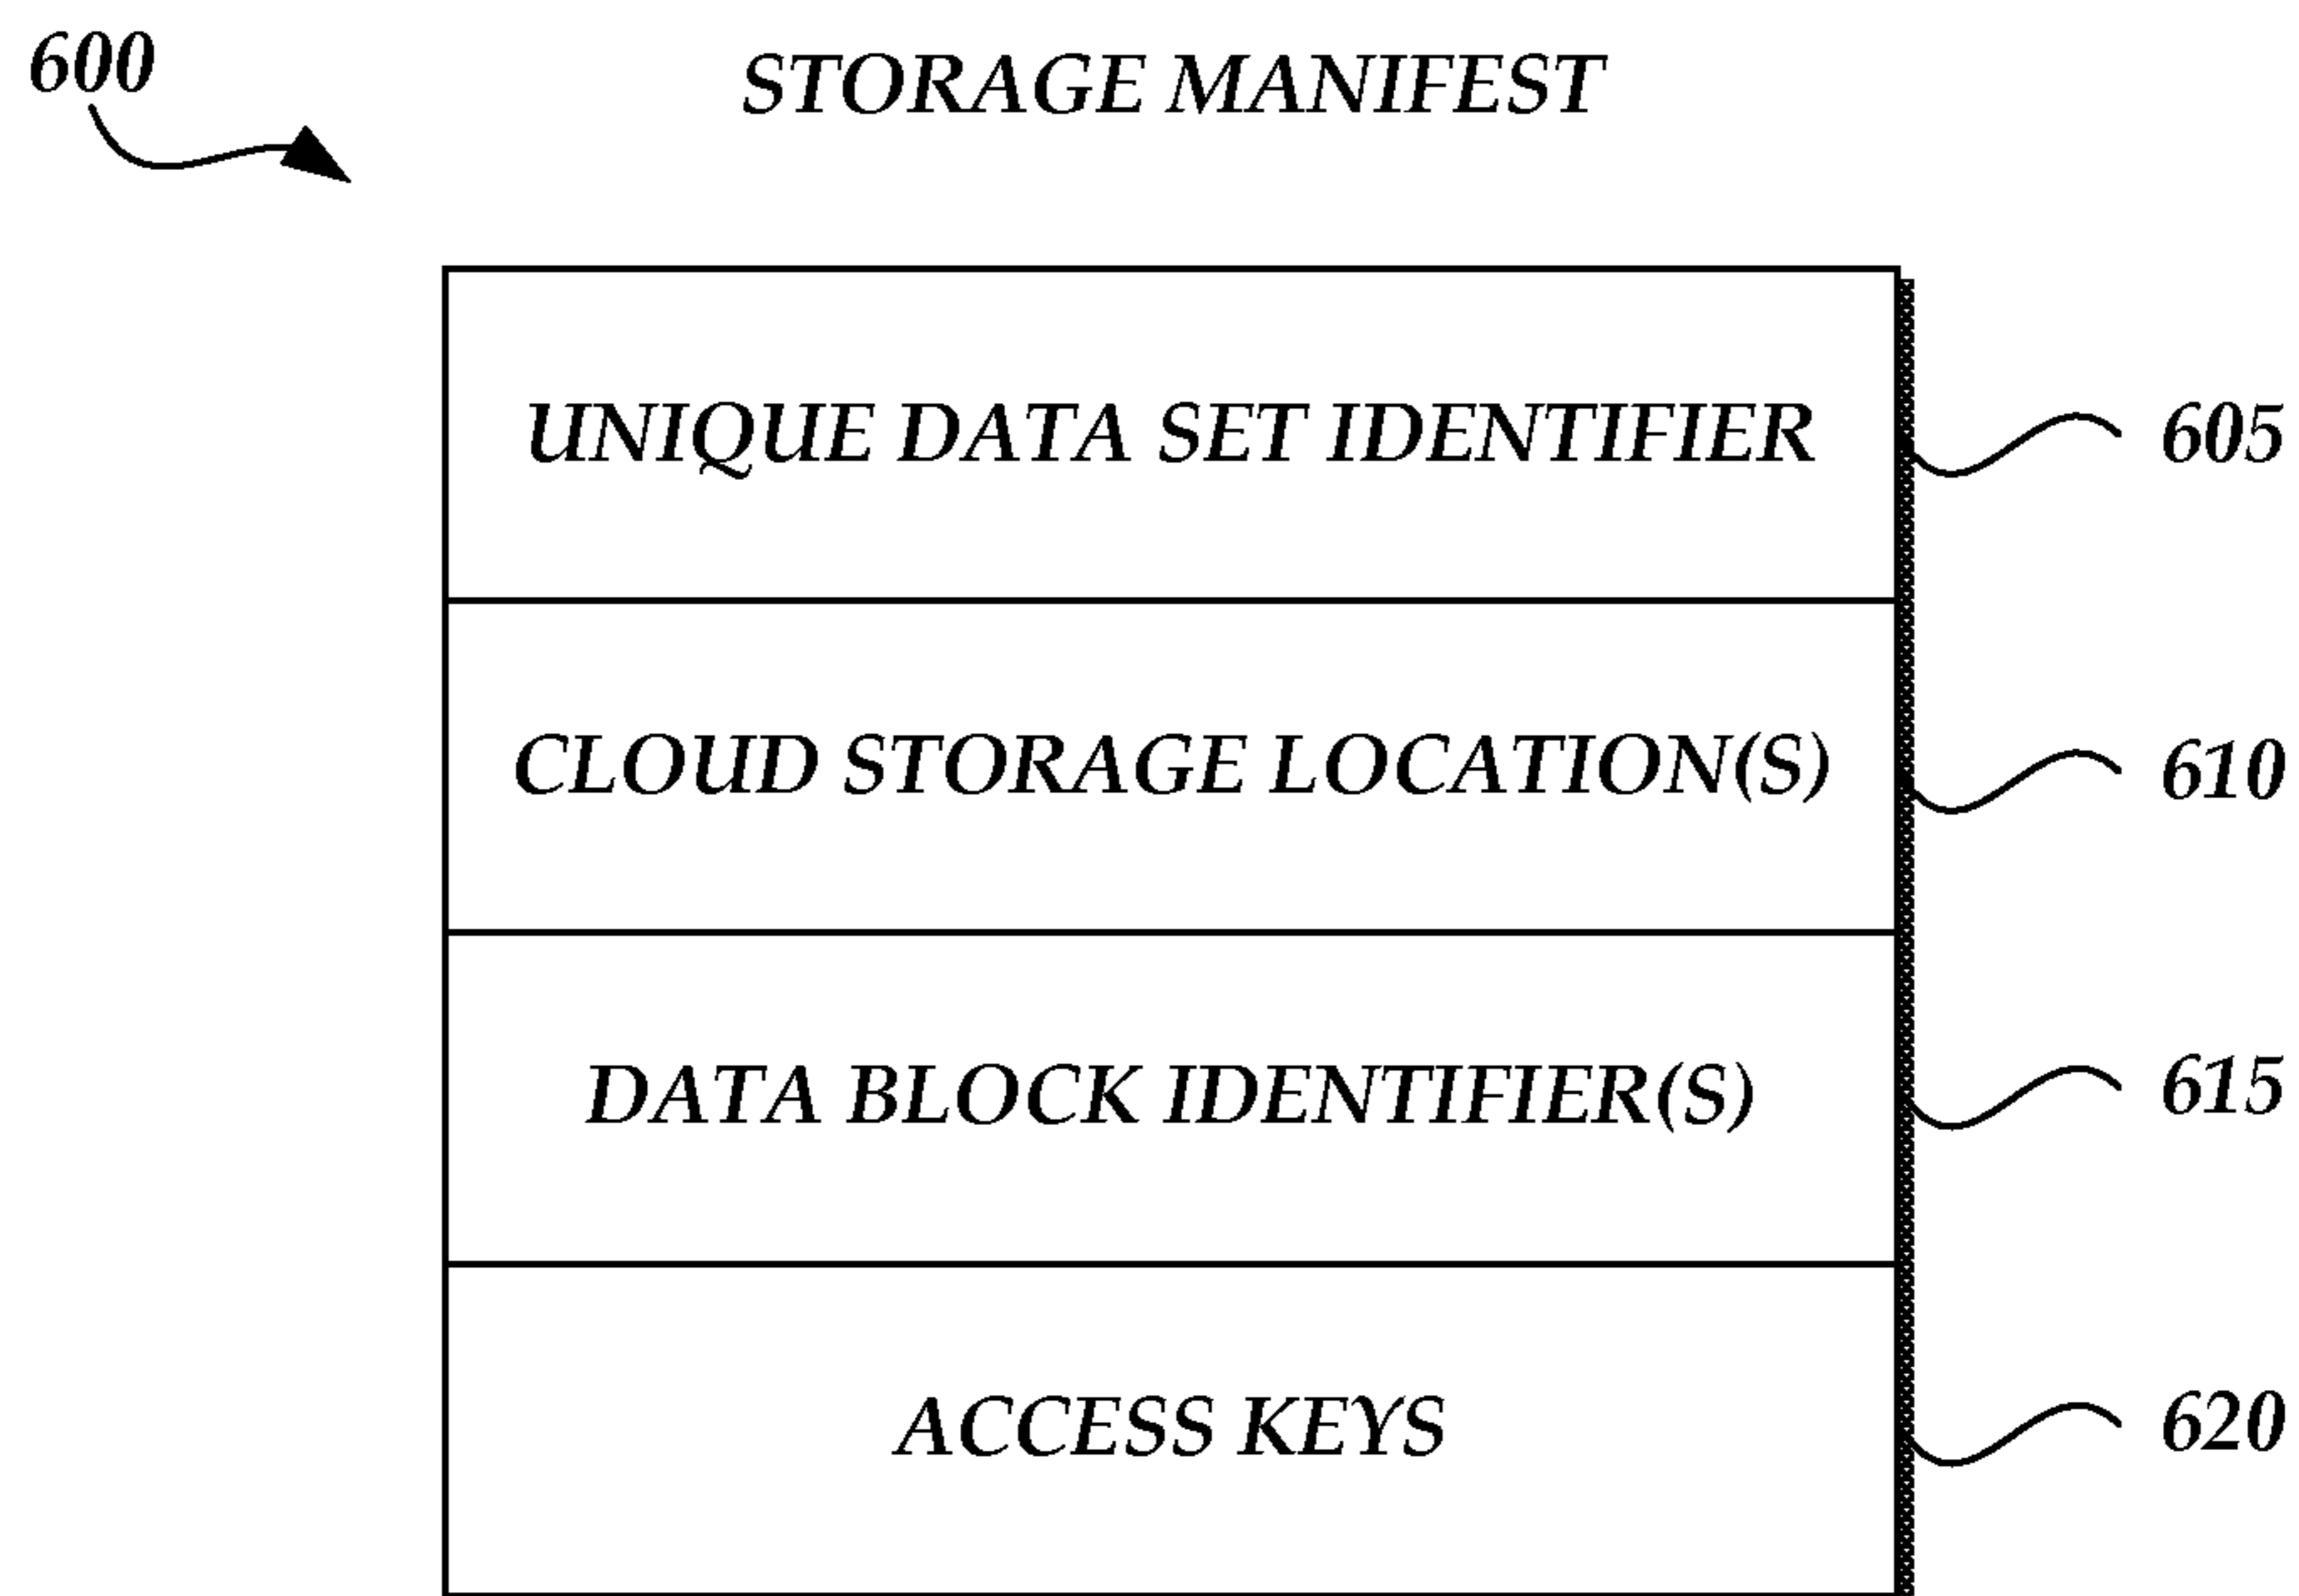 600
STORAGE MANIFEST
UNIQUE DATA SET IDENTIFIER
605
CLOUD STORAGE LOCATION(S)
610
DATA BLOCK IDENTIFIER(S)
615
ACCESS KEYS
620